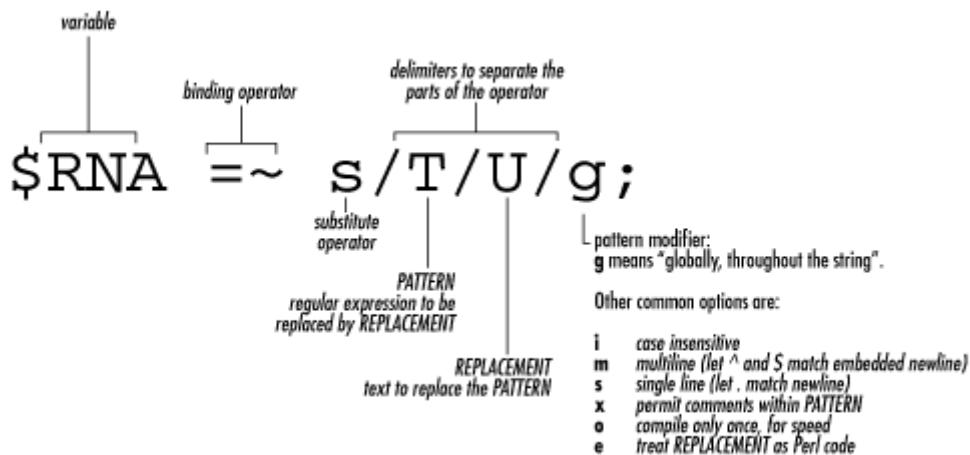 variable
binding operator
delimiters to separate the
parts of the operator
$RNA =~ s/T/U/g;
substitute
operator
PATTERN
regular expression to be
replaced by REPLACEMENT
REPLACEMENT
text to replace the PATTERN
pattern modifier:
g means “globally, throughout the string”.
Other common options are:
i case insensitive
m multiline (let ^ and $ match embedded newline)
s single line (let . match newline)
x permit comments within PATTERN
o compile only once, for speed
e treat REPLACEMENT as Perl code